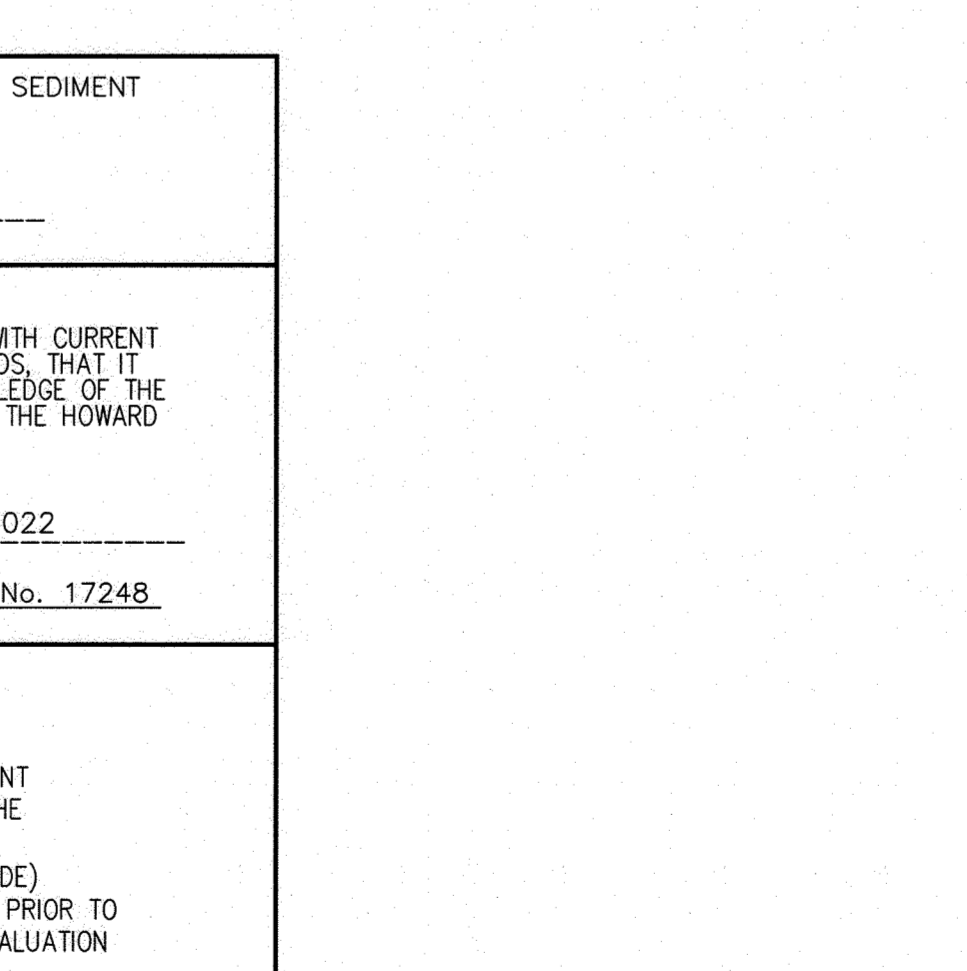 SEDIMENT
WITH CURRENT
DS, THAT IT
LEDGE OF THE
THE HOWARD
022
No. 17248
NT
HE
DE)
PRIOR TO
ALUATION